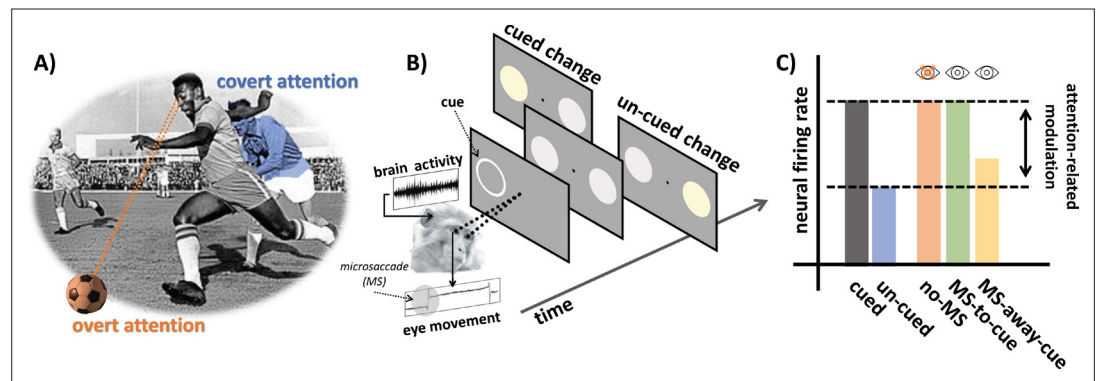 A)
covert attention
overt attention
B)
cued change
un-cued change
cue
brain activity
microsaccade
(MS)
eye movement
time
C)
neural firing rate
attention-related
modulation
cued
un-cued
no-MS
MS-to-cue
MS-away-cue